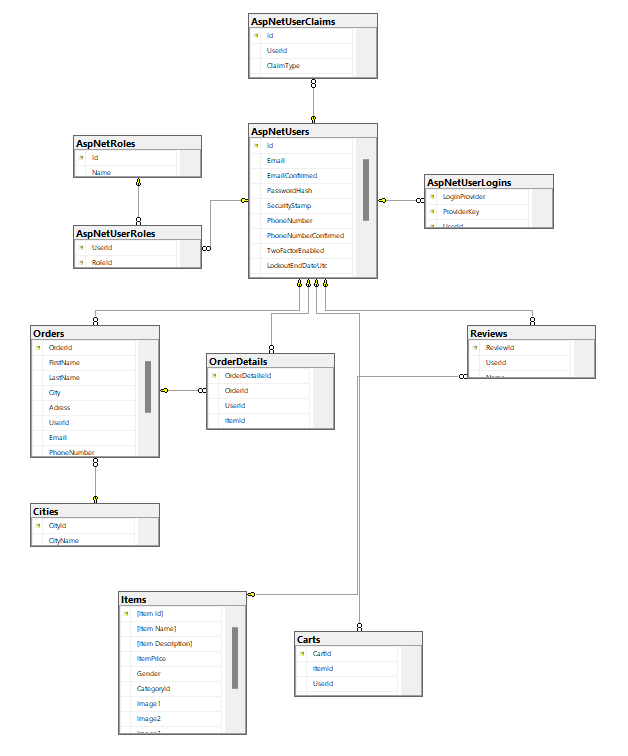 AspNetUserClaims
Id
UserId
ClaimType
AspNetUsers
Id
Email
EmailConfirmed
PasswordHash
SecurityStamp
PhoneNumber
PhoneNumberConfirmed
TwoFactorEnabled
LockoutEndDateUtc
AspNetRoles
Id
Name
AspNetUserLogins
LoginProvider
ProviderKey
UserId
AspNetUserRoles
UserId
RoleId
Orders
OrderId
FirstName
LastName
City
Adress
UserId
Email
PhoneNumber
OrderDetails
OrderDetaileId
OrderId
UserId
ItemId
Reviews
ReviewId
UserId
Cities
CityId
CityName
Items
[Item Id]
[Item Name]
[Item Description]
ItemPrice
Gender
CategoryId
Image1
Image2
Carts
CartId
ItemId
UserId